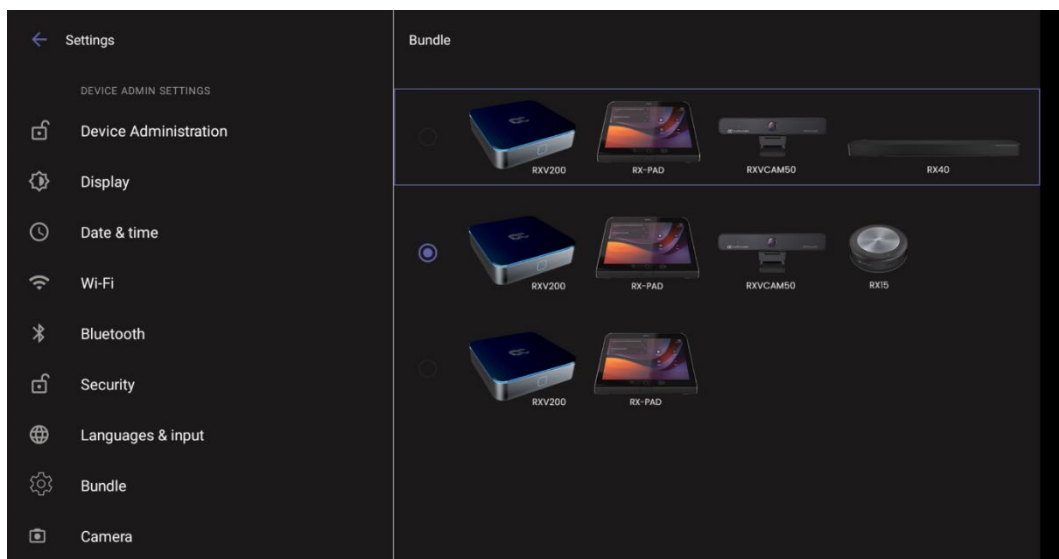 Settings
DEVICE ADMIN SETTINGS
Device Administration
Display
Date & time
Wi-Fi
Bluetooth
Security
Languages & input
Bundle
Camera
Bundle
RXV200 RX-PAD RXVCAM50 RX40
RXV200 RX-PAD RXVCAM50 RX15
RXV200 RX-PAD